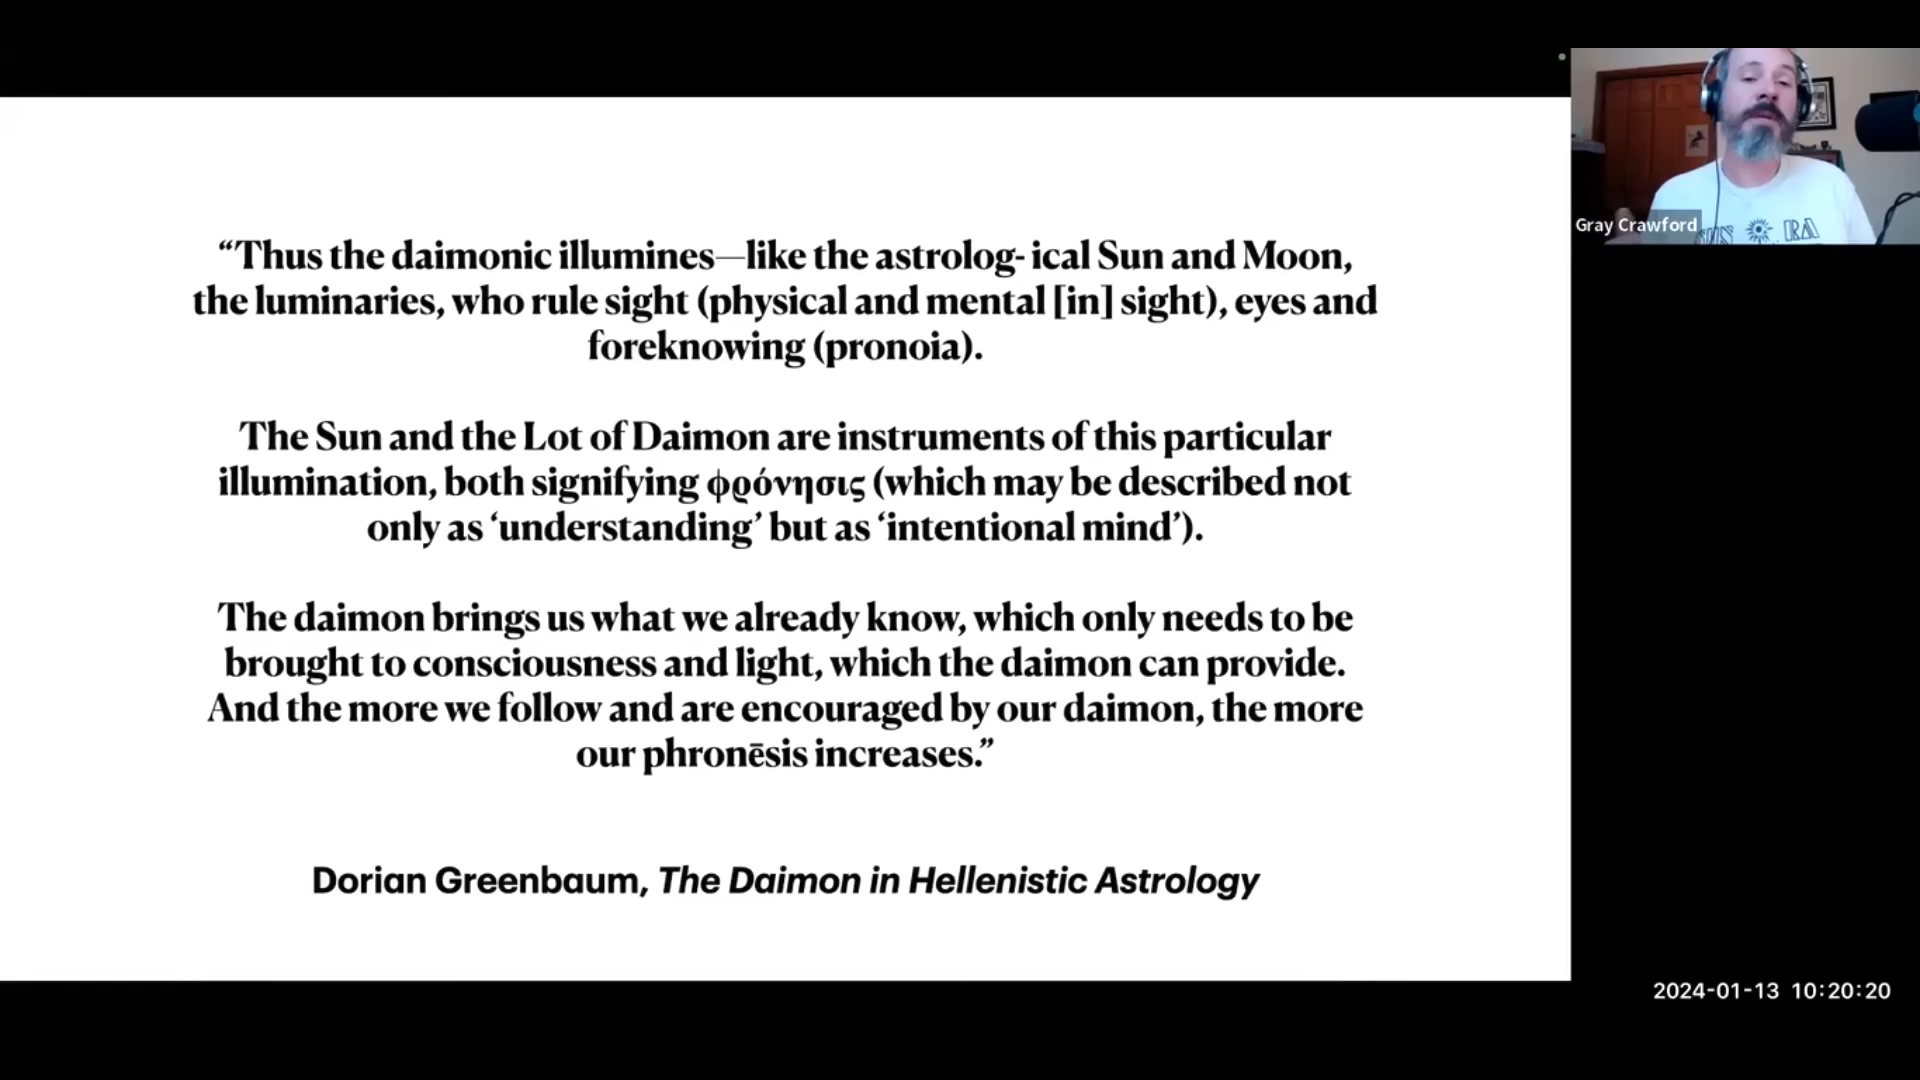 “Thus the daimonic illumines—like the astrolog- ical Sun and Moon,
the luminaries, who rule sight (physical and mental [in] sight), eyes and
foreknowing (pronoia).
The Sun and the Lot of Daimon are instruments of this particular
illumination, both signifying φρόνησις (which may be described not
only as ‘understanding’ but as ‘intentional mind’).
The daimon brings us what we already know, which only needs to be
brought to consciousness and light, which the daimon can provide.
And the more we follow and are encouraged by our daimon, the more
our phronēsis increases.”
Dorian Greenbaum, The Daimon in Hellenistic Astrology
Gray Crawford
RA
2024-01-13 10:20:20